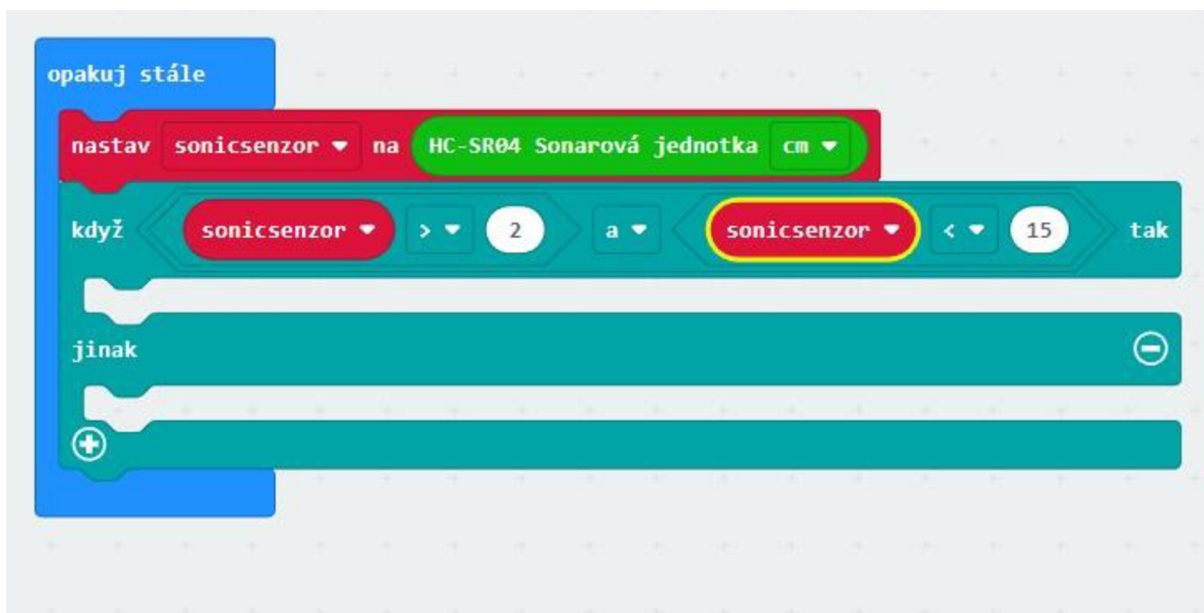 opakuj stále
nastav sonicsenzor na HC-SR04 Sonarová jednotka cm
když sonicsenzor > 2 a sonicsenzor < 15 tak
jinak